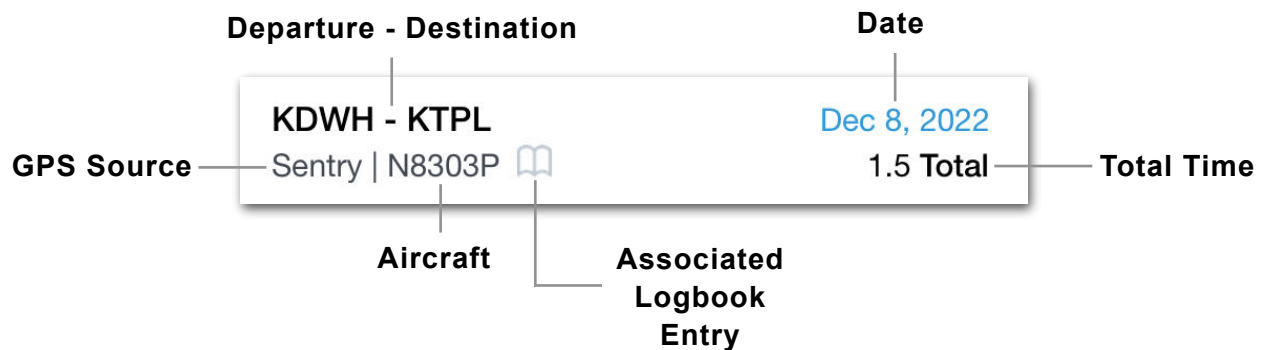 Departure - Destination
Date
KDWH - KTPL
Dec 8, 2022
GPS Source
Sentry | N8303P
1.5 Total
Total Time
Aircraft
Associated
Logbook
Entry